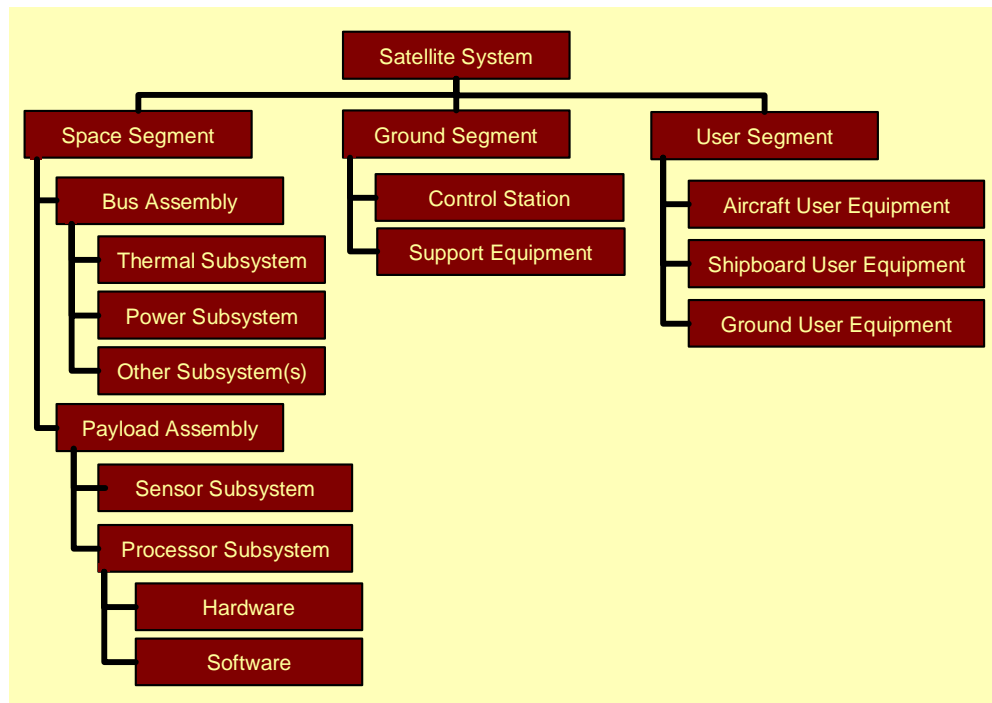 Satellite System
Space Segment
Ground Segment
User Segment
Bus Assembly
Thermal Subsystem
Power Subsystem
Other Subsystem(s)
Payload Assembly
Sensor Subsystem
Processor Subsystem
Hardware
Software
Control Station
Support Equipment
Aircraft User Equipment
Shipboard User Equipment
Ground User Equipment